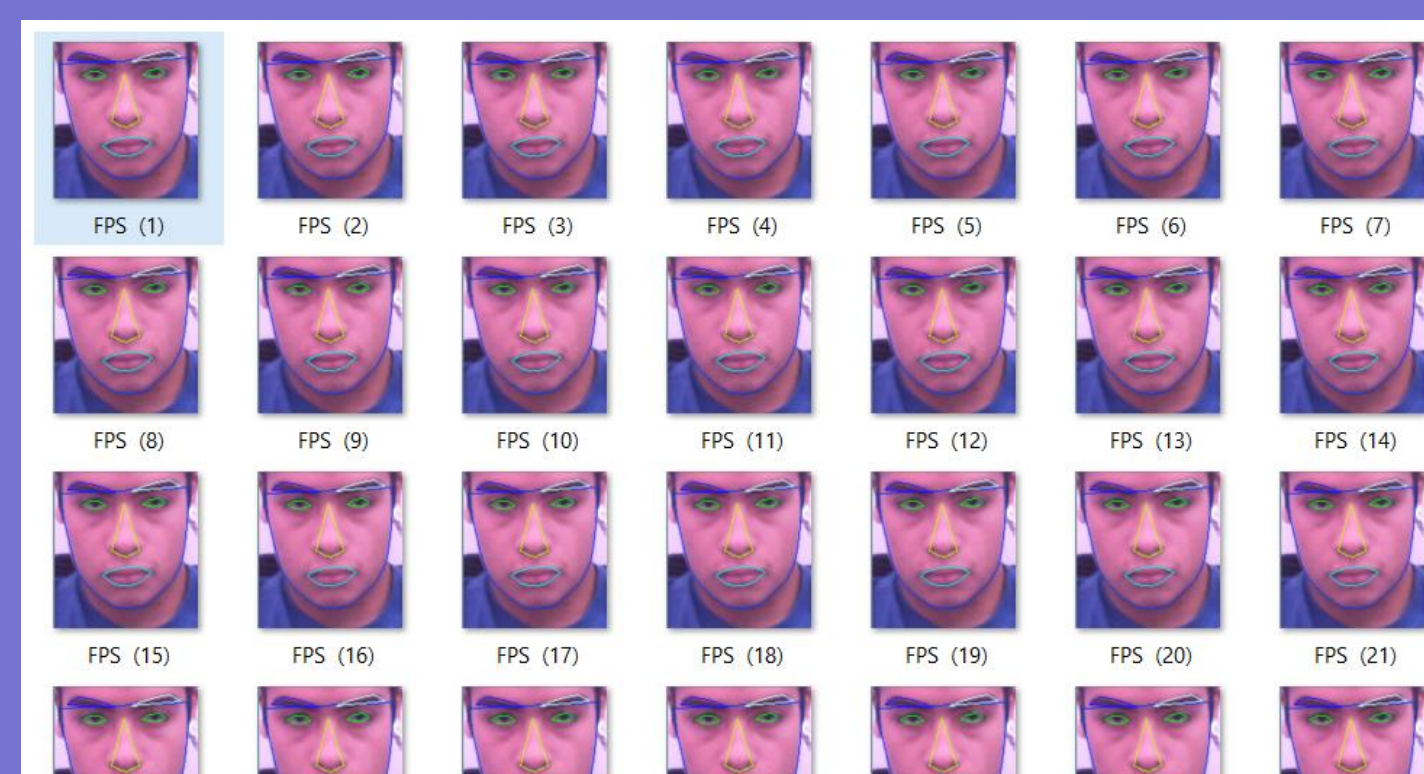 FPS (1) FPS (2) FPS (3) FPS (4) FPS (5) FPS (6) FPS (7)
FPS (8) FPS (9) FPS (10) FPS (11) FPS (12) FPS (13) FPS (14)
FPS (15) FPS (16) FPS (17) FPS (18) FPS (19) FPS (20) FPS (21)